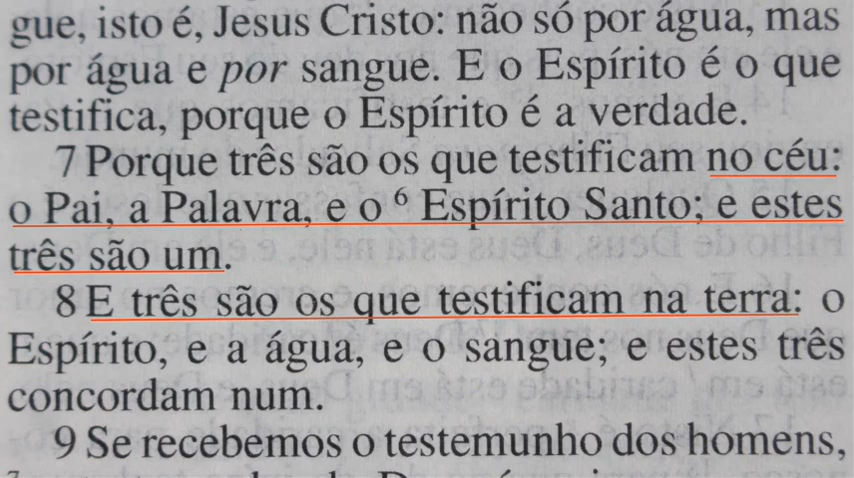 gue, isto é, Jesus Cristo: não só por água, mas
por água e por sangue. E o Espírito é o que
testifica, porque o Espírito é a verdade.
7 Porque três são os que testificam no céu:
o Pai, a Palavra, e o 6 Espírito Santo; e estes
três são um.
8 E três são os que testificam na terra: o
Espírito, e a água, e o sangue; e estes três
concordam num.
9 Se recebemos o testemunho dos homens,